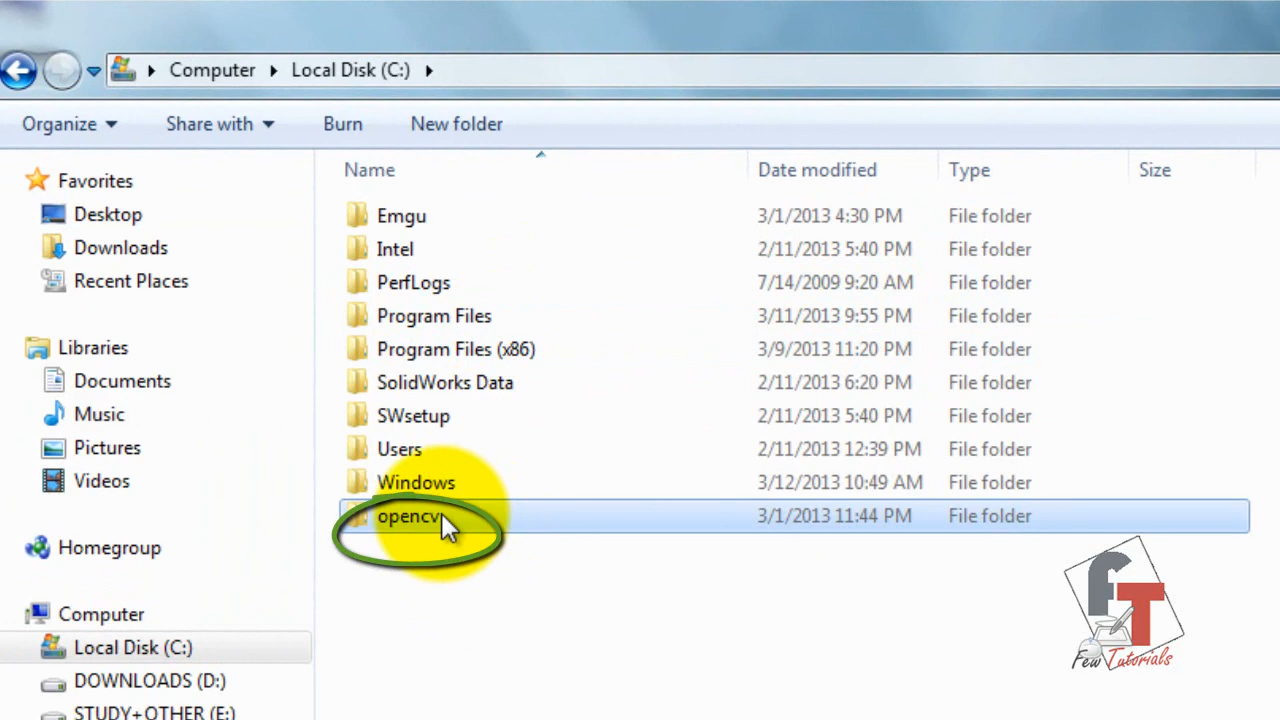 Computer Local Disk (C:)
Organize Share with Burn New folder
Name Date modified Type Size
Favorites
Desktop
Downloads
Recent Places
Libraries
Documents
Music
Pictures
Videos
Homegroup
Computer
Local Disk (C:)
DOWNLOADS (D:)
STUDY+OTHER (E:)
Emgu 3/1/2013 4:30 PM File folder
Intel 2/11/2013 5:40 PM File folder
PerfLogs 7/14/2009 9:20 AM File folder
Program Files 3/11/2013 9:55 PM File folder
Program Files (x86) 3/9/2013 11:20 PM File folder
SolidWorks Data 2/11/2013 6:20 PM File folder
SWsetup 2/11/2013 5:40 PM File folder
Users 2/11/2013 12:39 PM File folder
Windows 3/12/2013 10:49 AM File folder
opencv 3/1/2013 11:44 PM File folder
fT
Few Tutorials